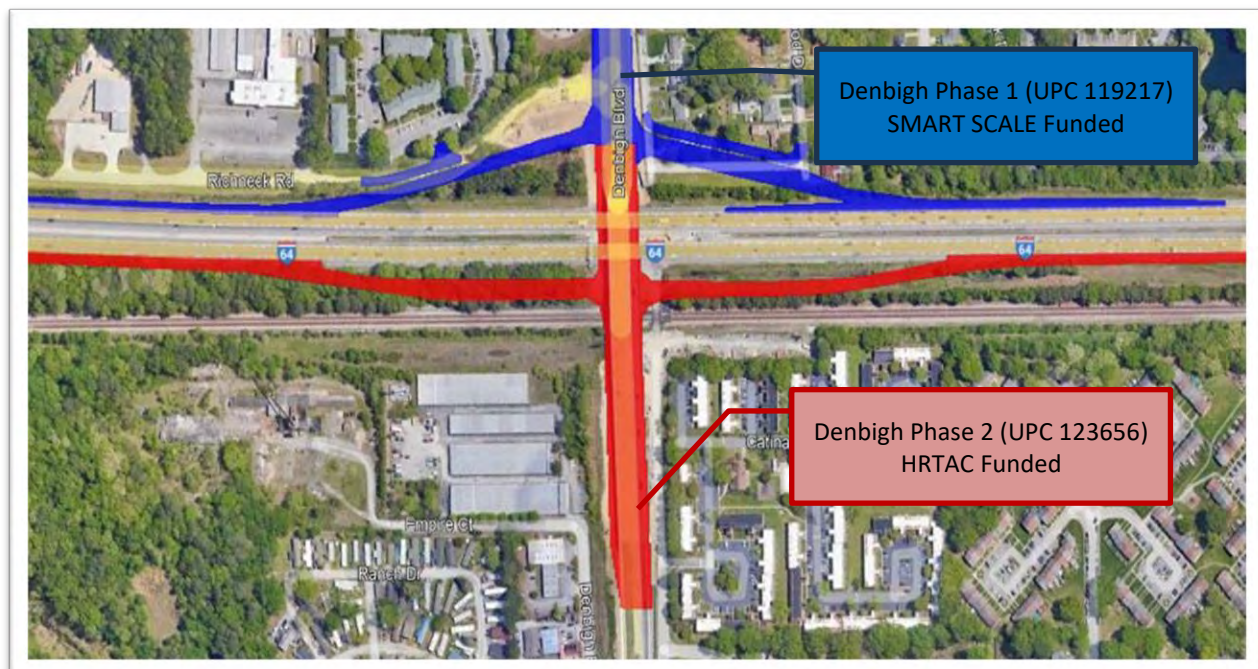 Denbigh Phase 1 (UPC 119217)
SMART SCALE Funded
Denbigh Blvd
Richneck Rd
64
64
64
Denbigh Phase 2 (UPC 123656)
HRTAC Funded
Catina
Empire Ct
Ranch Dr